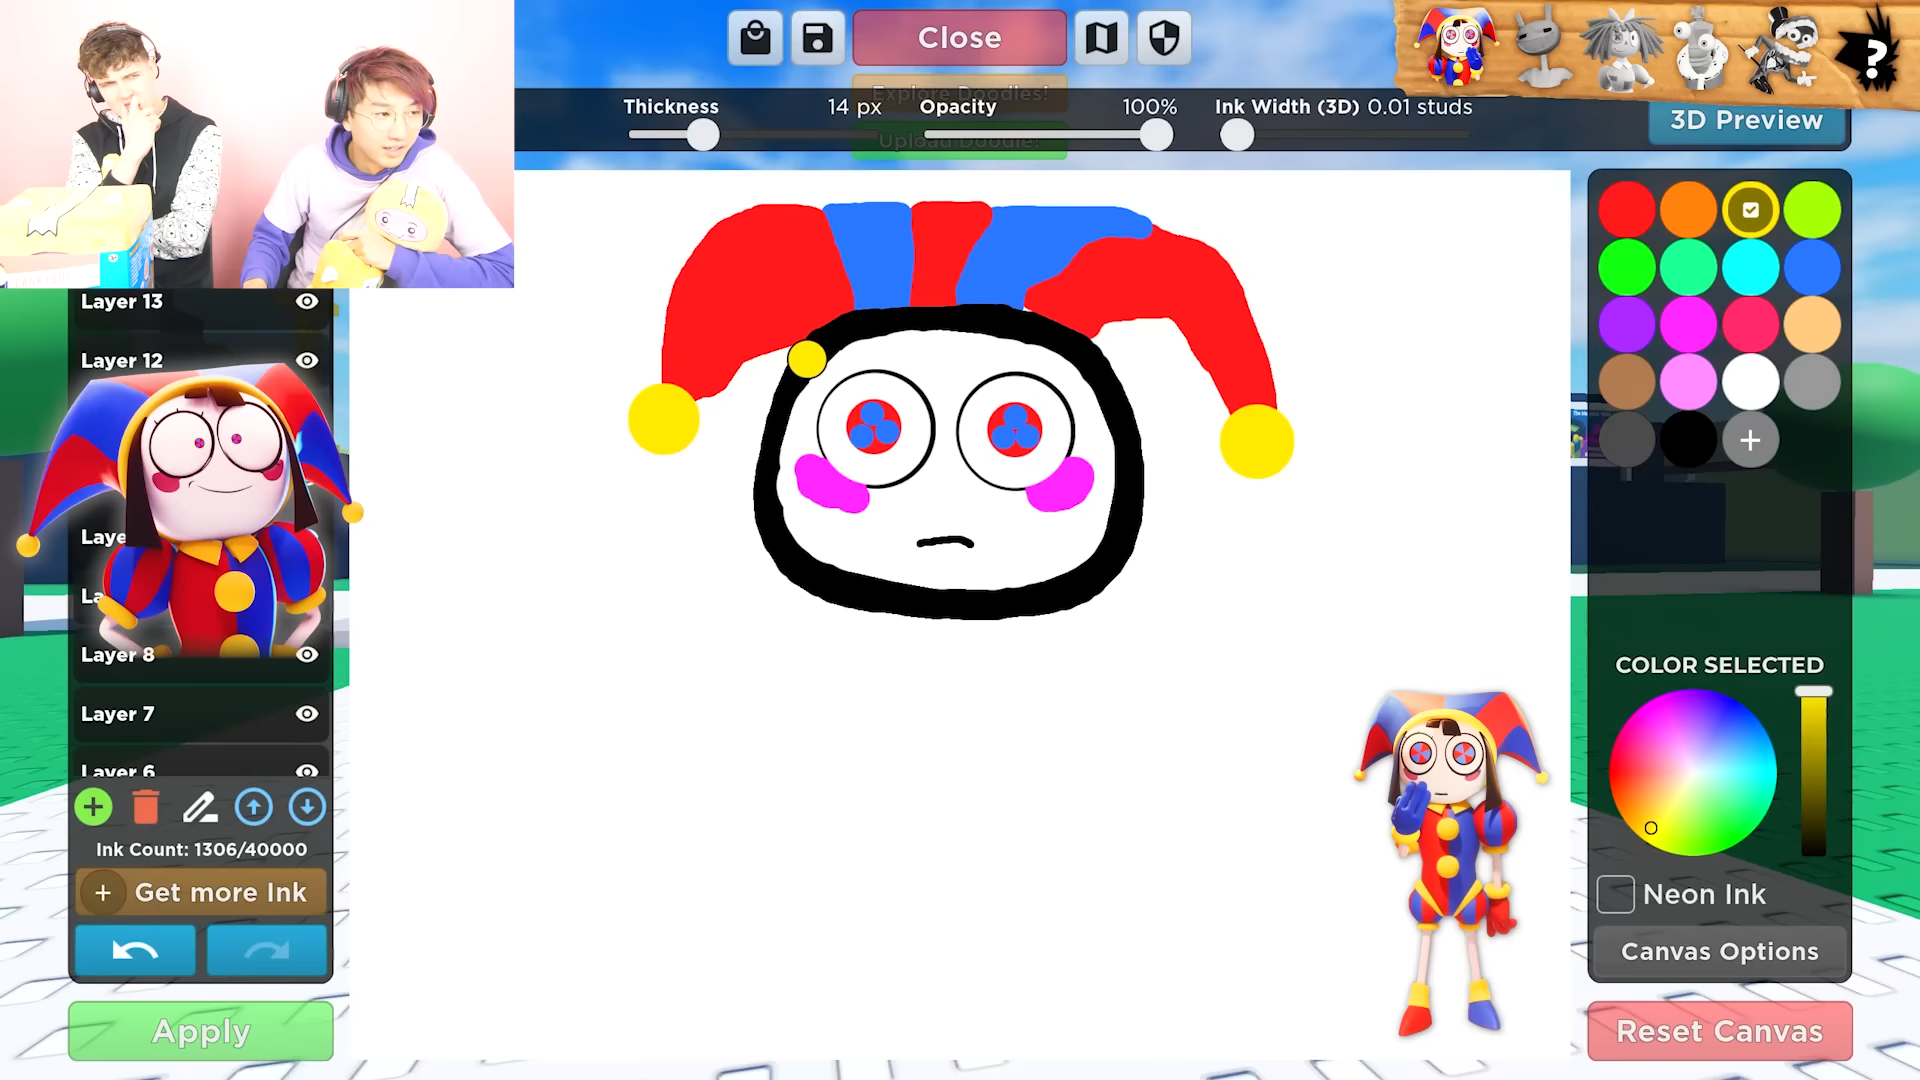 Close
Explore Doodles!
Thickness 14 px Opacity 100% Ink Width (3D) 0.01 studs
Upload Doodle!
3D Preview
?
Layer 13
Layer 12
Laye
La
Layer 8
Layer 7
Layer 6
Ink Count: 1306/40000
+ Get more Ink
Apply
+
COLOR SELECTED
Neon Ink
Canvas Options
Reset Canvas